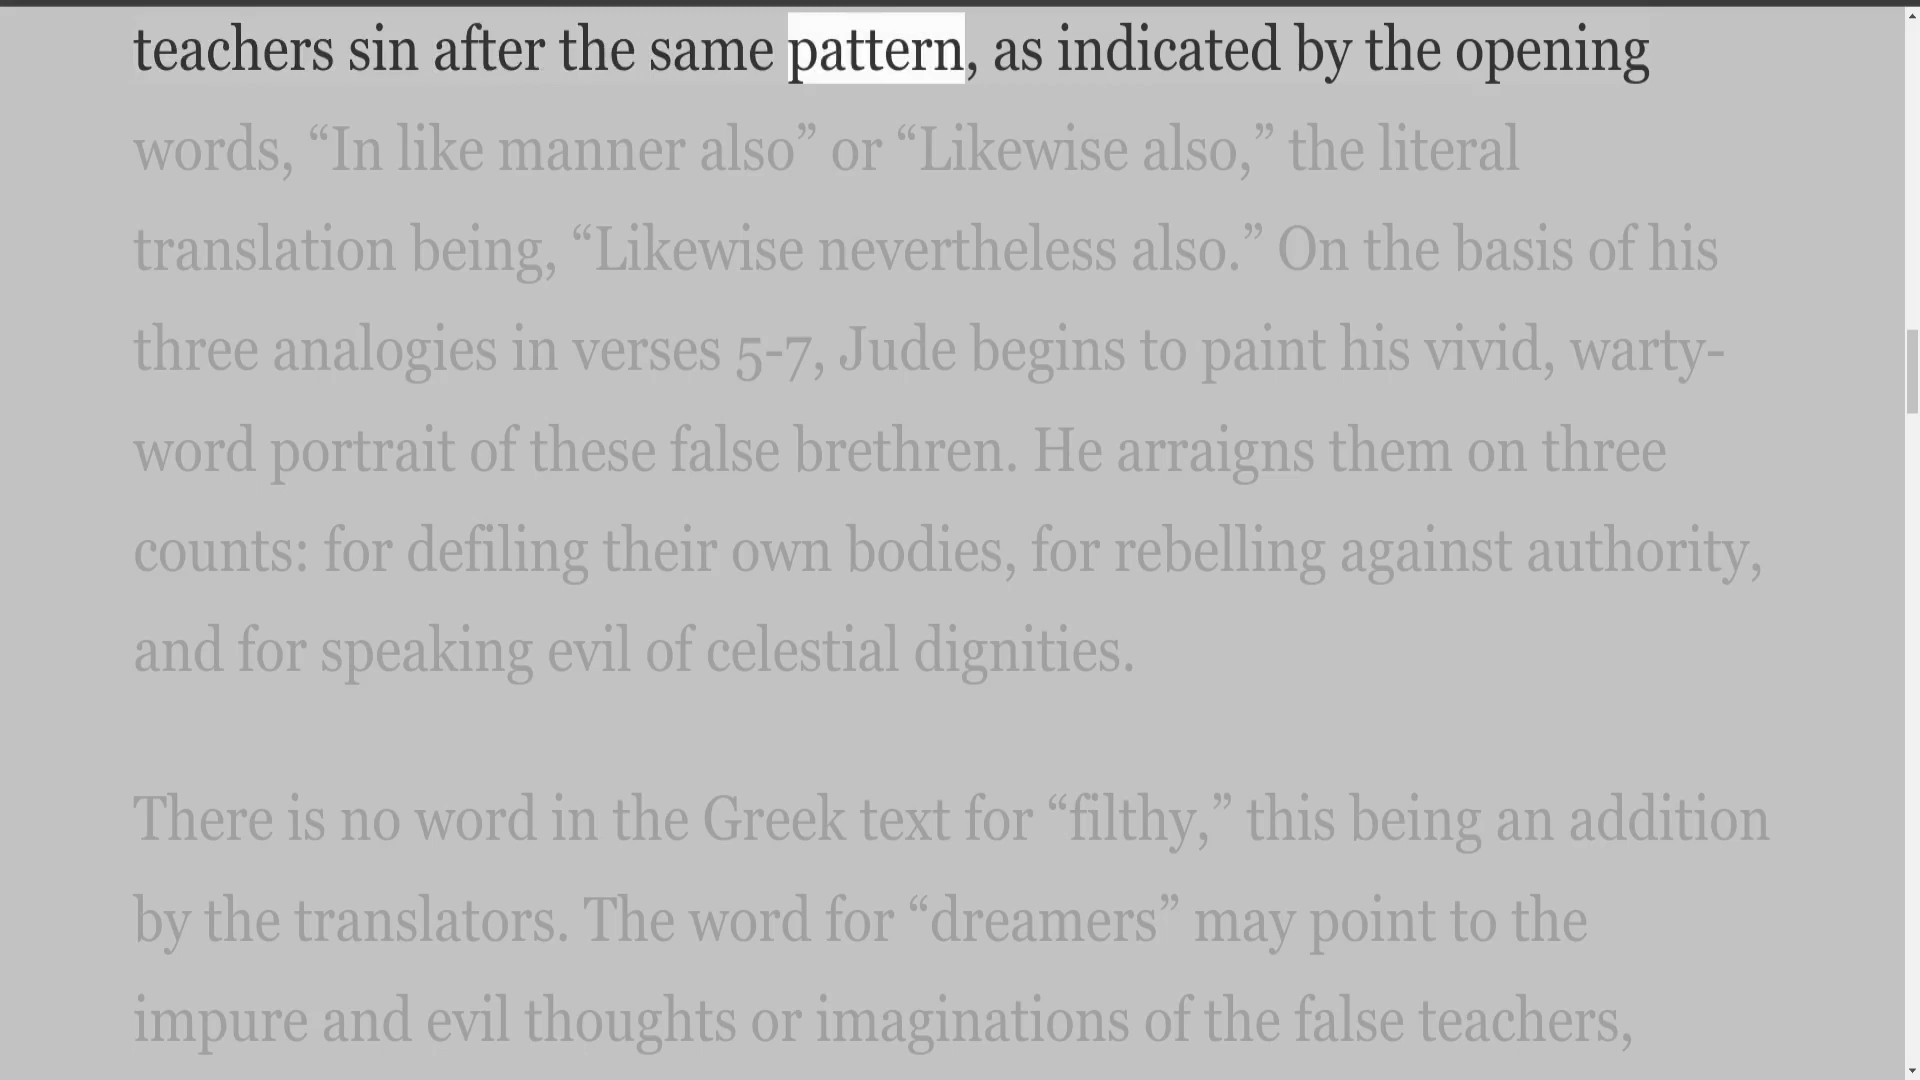 teachers sin after the same pattern, as indicated by the opening
words, “In like manner also” or “Likewise also,” the literal
translation being, “Likewise nevertheless also.” On the basis of his
three analogies in verses 5-7, Jude begins to paint his vivid, warty-
word portrait of these false brethren. He arraigns them on three
counts: for defiling their own bodies, for rebelling against authority,
and for speaking evil of celestial dignities.
There is no word in the Greek text for “filthy,” this being an addition
by the translators. The word for “dreamers” may point to the
impure and evil thoughts or imaginations of the false teachers,